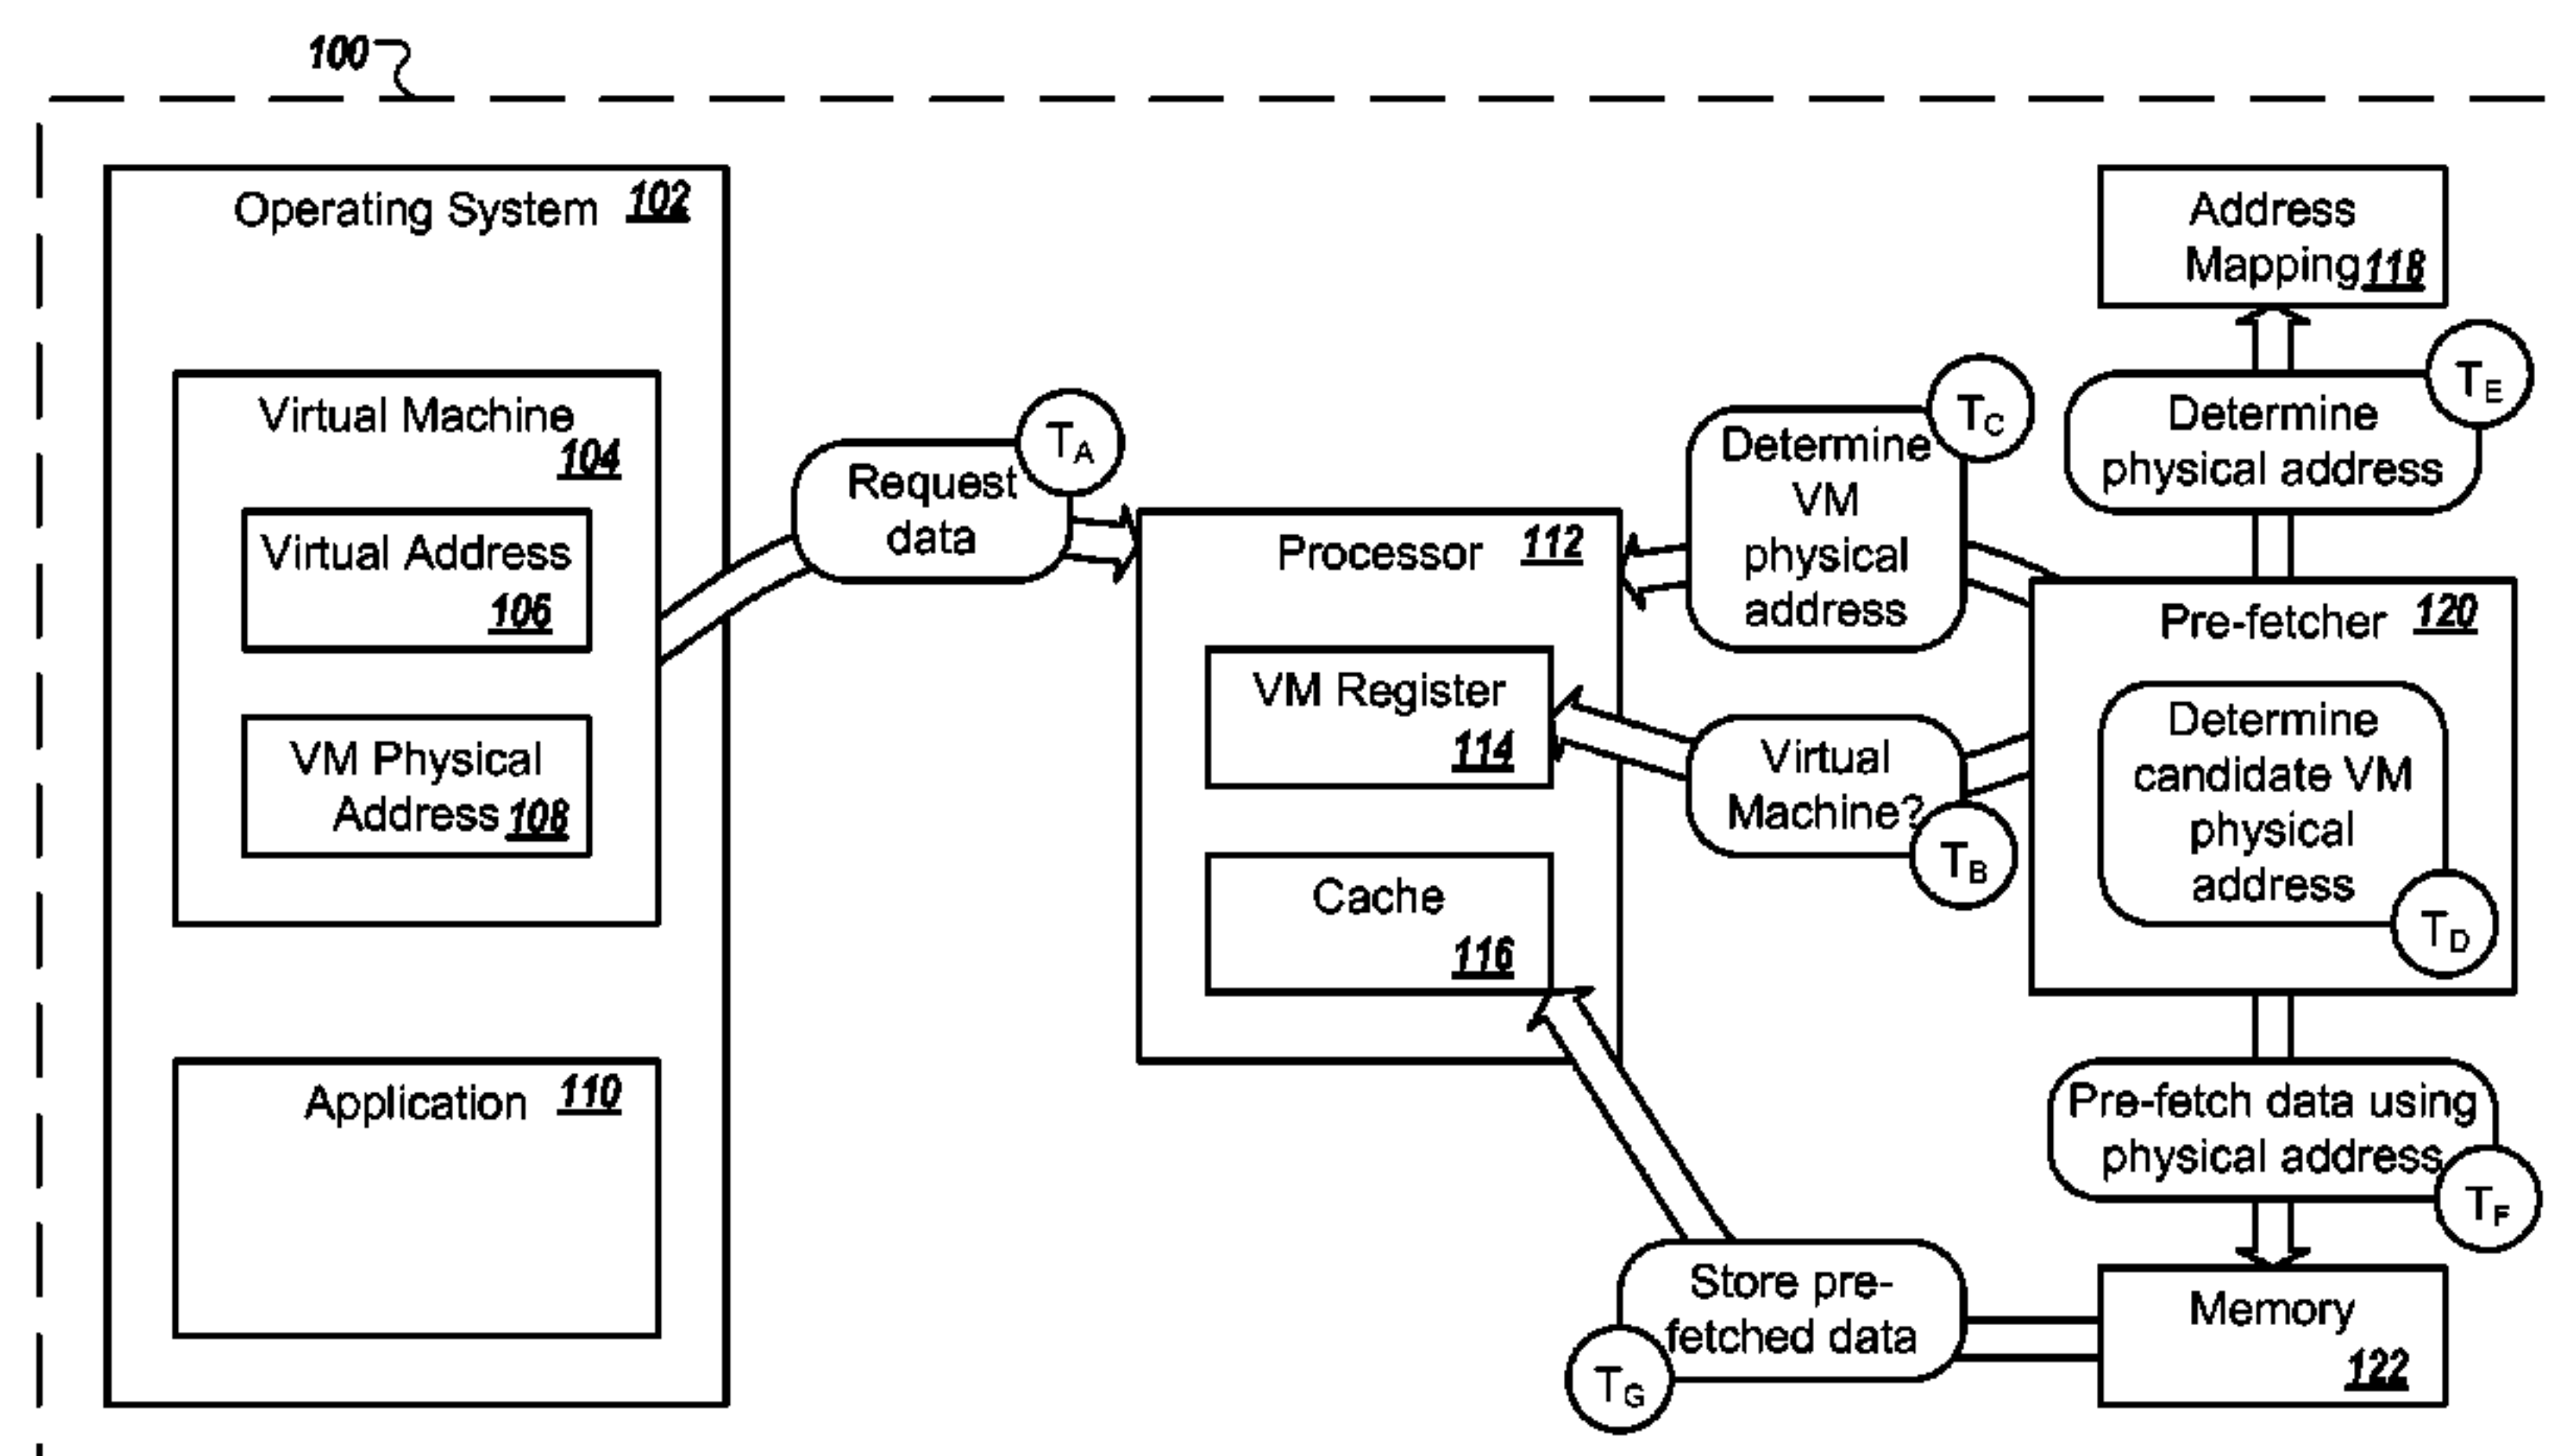 100
Operating System 102
Virtual Machine
104
Virtual Address
106
VM Physical
Address 108
Application 110
Request
data
TA
Processor 112
VM Register
114
Cache
116
Determine
VM
physical
address
TC
Virtual
Machine?
TB
Address
Mapping 118
Determine
physical address
TE
Pre-fetcher 120
Determine
candidate VM
physical
address
TD
Pre-fetch data using
physical address
TF
Store pre-
fetched data
TG
Memory
122